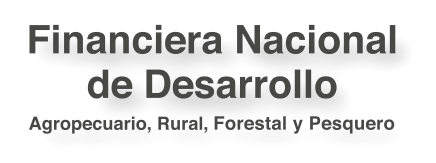 Financiera Nacional
de Desarrollo
Agropecuario, Rural, Forestal y Pesquero